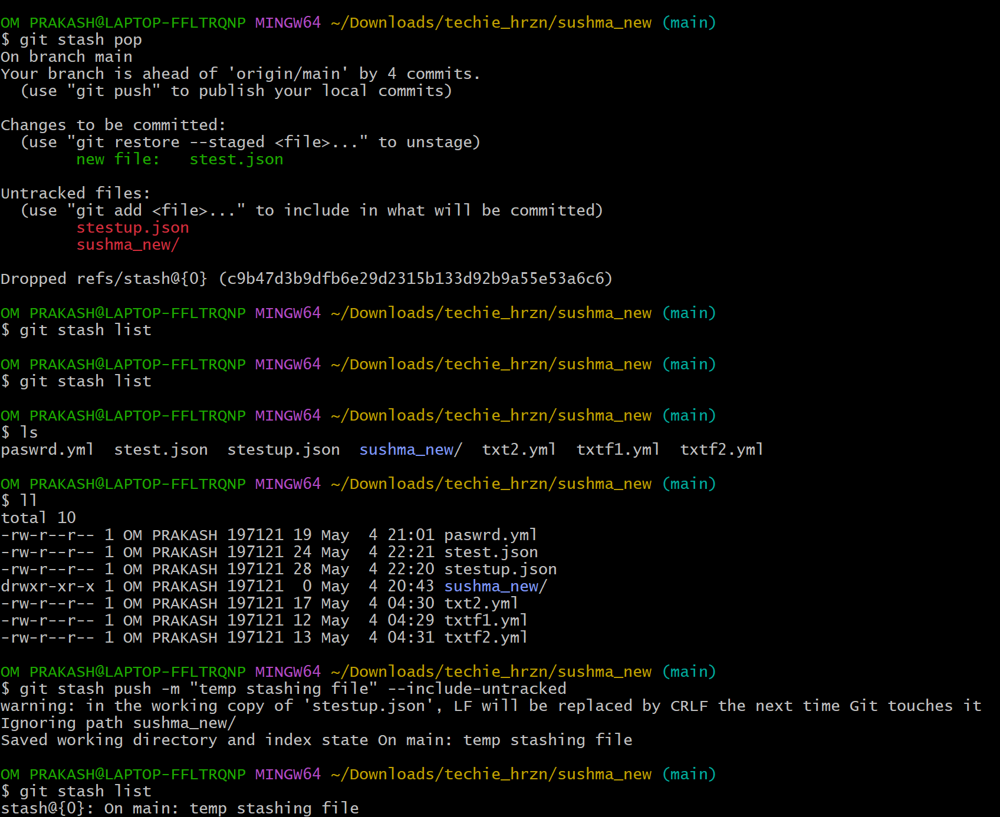 OM PRAKASH@LAPTOP-FFLTRQNP MINGW64 ~/Downloads/techie_hrzn/sushma_new (main)
$ git stash pop
On branch main
Your branch is ahead of 'origin/main' by 4 commits.
  (use "git push" to publish your local commits)

Changes to be committed:
  (use "git restore --staged <file>..." to unstage)
        new file:   stest.json

Untracked files:
  (use "git add <file>..." to include in what will be committed)
        stestup.json
        sushma_new/

Dropped refs/stash@{0} (c9b47d3b9dfb6e29d2315b133d92b9a55e53a6c6)

OM PRAKASH@LAPTOP-FFLTRQNP MINGW64 ~/Downloads/techie_hrzn/sushma_new (main)
$ git stash list

OM PRAKASH@LAPTOP-FFLTRQNP MINGW64 ~/Downloads/techie_hrzn/sushma_new (main)
$ git stash list

OM PRAKASH@LAPTOP-FFLTRQNP MINGW64 ~/Downloads/techie_hrzn/sushma_new (main)
$ ls
paswrd.yml  stest.json  stestup.json  sushma_new/  txt2.yml  txtf1.yml  txtf2.yml

OM PRAKASH@LAPTOP-FFLTRQNP MINGW64 ~/Downloads/techie_hrzn/sushma_new (main)
$ ll
total 10
-rw-r--r-- 1 OM PRAKASH 197121 19 May  4 21:01 paswrd.yml
-rw-r--r-- 1 OM PRAKASH 197121 24 May  4 22:21 stest.json
-rw-r--r-- 1 OM PRAKASH 197121 28 May  4 22:20 stestup.json
drwxr-xr-x 1 OM PRAKASH 197121  0 May  4 20:43 sushma_new/
-rw-r--r-- 1 OM PRAKASH 197121 17 May  4 04:30 txt2.yml
-rw-r--r-- 1 OM PRAKASH 197121 12 May  4 04:29 txtf1.yml
-rw-r--r-- 1 OM PRAKASH 197121 13 May  4 04:31 txtf2.yml

OM PRAKASH@LAPTOP-FFLTRQNP MINGW64 ~/Downloads/techie_hrzn/sushma_new (main)
$ git stash push -m "temp stashing file" --include-untracked
warning: in the working copy of 'stestup.json', LF will be replaced by CRLF the next time Git touches it
Ignoring path sushma_new/
Saved working directory and index state On main: temp stashing file

OM PRAKASH@LAPTOP-FFLTRQNP MINGW64 ~/Downloads/techie_hrzn/sushma_new (main)
$ git stash list
stash@{0}: On main: temp stashing file